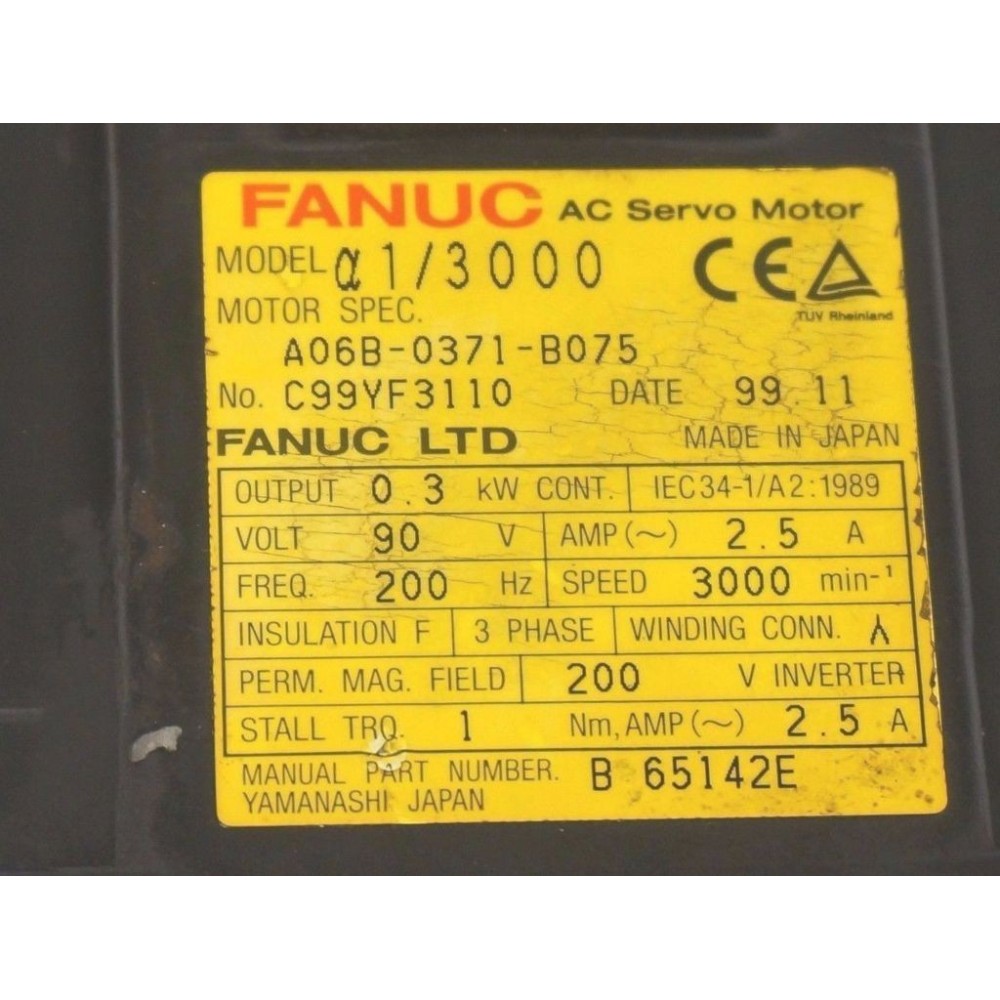 FANUC AC Servo Motor
MODEL α1/3000 CE
TÜV Rheinland
MOTOR SPEC.
A06B-0371-B075
No. C99YF3110 DATE 99.11
FANUC LTD MADE IN JAPAN
OUTPUT 0.3 kW CONT. IEC34-1/A2:1989
VOLT 90 V AMP(~) 2.5 A
FREQ. 200 Hz SPEED 3000 min-¹
INSULATION F 3 PHASE WINDING CONN. 人
PERM. MAG. FIELD 200 V INVERTER
STALL TRQ. 1 Nm, AMP(~) 2.5 A
MANUAL PART NUMBER. B 65142E
YAMANASHI JAPAN